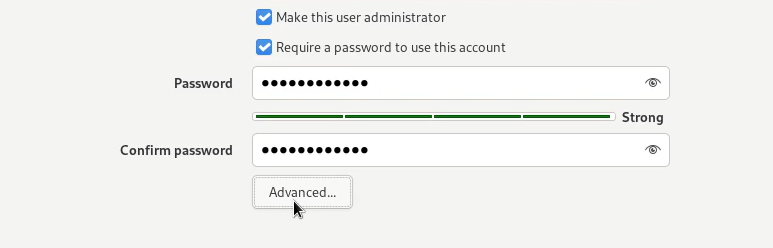 Make this user administrator
Require a password to use this account
Password ••••••••••••
Strong
Confirm password ••••••••••••
Advanced...